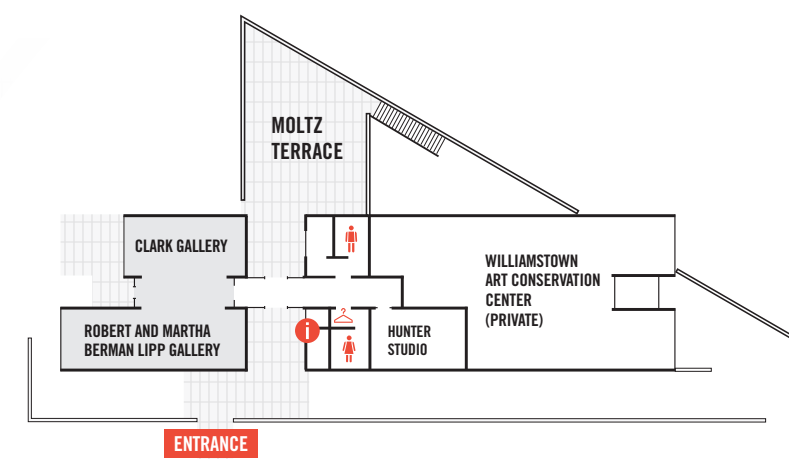 MOLTZ
TERRACE
CLARK GALLERY
WILLIAMSTOWN
ART CONSERVATION
CENTER
(PRIVATE)
ROBERT AND MARTHA
BERMAN LIPP GALLERY
i
HUNTER
STUDIO
ENTRANCE